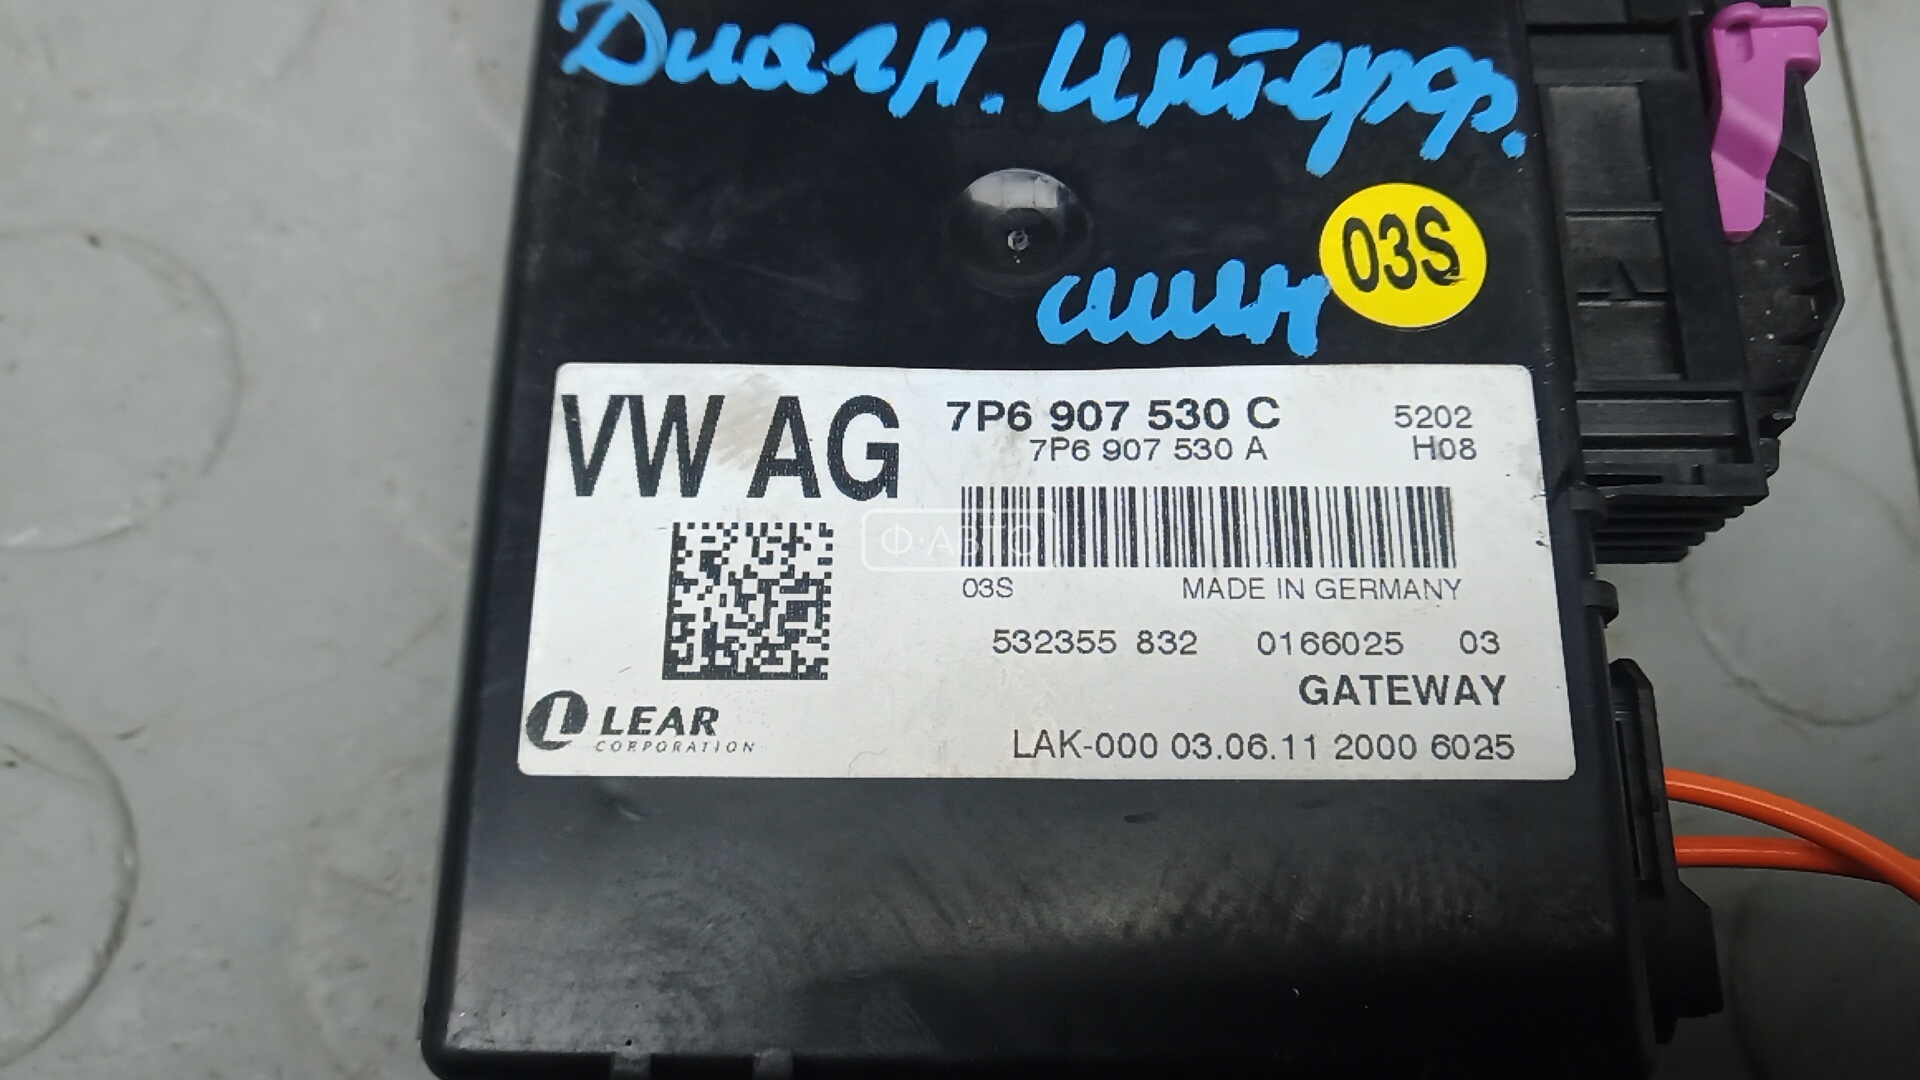 Диагн. Интерф.
шин
03S
VW AG
7P6 907 530 C 5202
7P6 907 530 A H08
Ф·АВТО
03S MADE IN GERMANY
532355 832 0166025 03
GATEWAY
LEAR
CORPORATION
LAK-000 03.06.11 2000 6025